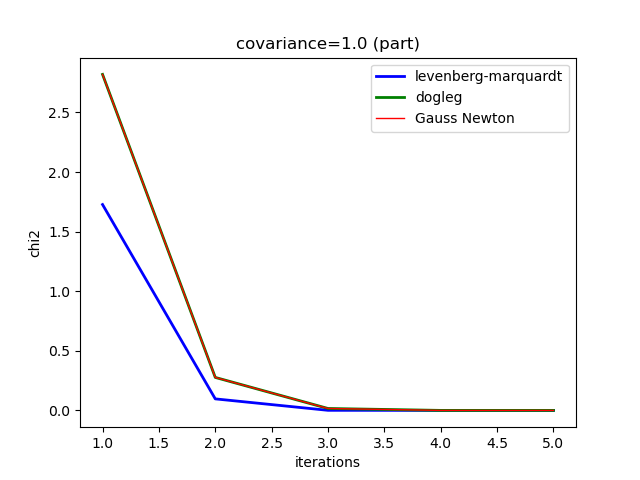 covariance=1.0 (part)
levenberg-marquardt
dogleg
Gauss Newton
chi2
2.5
2.0
1.5
1.0
0.5
0.0
1.0 1.5 2.0 2.5 3.0 3.5 4.0 4.5 5.0
iterations